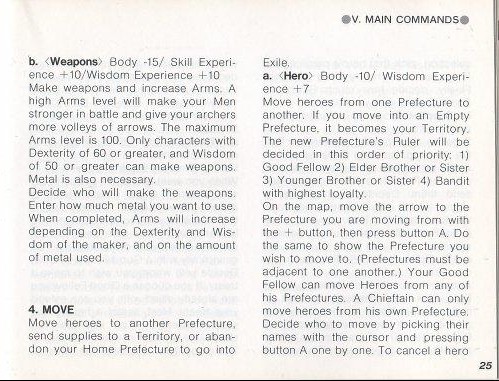 ●V. MAIN COMMANDS●
b. 〈Weapons〉 Body -15/ Skill Experi-
ence +10/Wisdom Experience +10
Make weapons and increase Arms. A
high Arms level will make your Men
stronger in battle and give your archers
more volleys of arrows. The maximum
Arms level is 100. Only characters with
Dexterity of 60 or greater, and Wisdom
of 50 or greater can make weapons.
Metal is also necessary.
Decide who will make the weapons.
Enter how much metal you want to use.
When completed, Arms will increase
depending on the Dexterity and Wis-
dom of the maker, and on the amount
of metal used.
4. MOVE
Move heroes to another Prefecture,
send supplies to a Territory, or aban-
don your Home Prefecture to go into
Exile.
a. 〈Hero〉 Body -10/ Wisdom Experi-
ence +7
Move heroes from one Prefecture to
another. If you move into an Empty
Prefecture, it becomes your Territory.
The new Prefecture's Ruler will be
decided in this order of priority: 1)
Good Fellow 2) Elder Brother or Sister
3) Younger Brother or Sister 4) Bandit
with highest loyalty.
On the map, move the arrow to the
Prefecture you are moving from with
the + button, then press button A. Do
the same to show the Prefecture you
wish to move to. (Prefectures must be
adjacent to one another.) Your Good
Fellow can move Heroes from any of
his Prefectures. A Chieftain can only
move heroes from his own Prefecture.
Decide who to move by picking their
names with the cursor and pressing
button A one by one. To cancel a hero
25